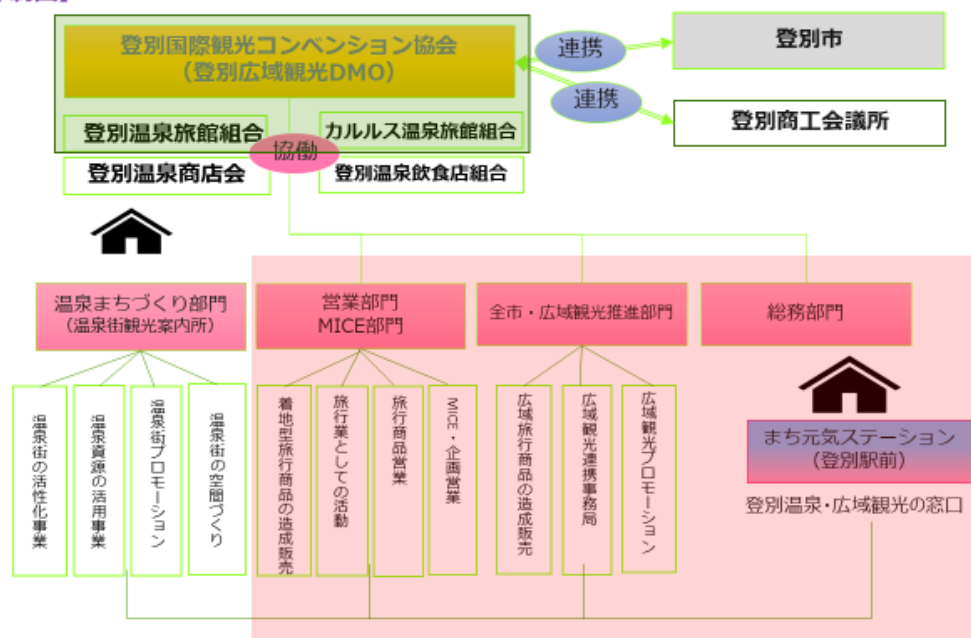 登別国際観光コンベンション協会
（登別広域観光DMO）
連携
登別市
連携
登別商工会議所
登別温泉旅館組合
カルルス温泉旅館組合
協働
登別温泉商店会
登別温泉飲食店組合
温泉まちづくり部門
（温泉街観光案内所）
営業部門
MICE部門
全市・広域観光推進部門
総務部門
温泉街の活性化事業
温泉資源の活用事業
温泉街プロモーション
温泉街の空間づくり
着地型旅行商品の造成販売
旅行業としての活動
旅行商品営業
MICE・企画営業
広域旅行商品の造成販売
広域観光連携事務局
広域観光プロモーション
まち元気ステーション
（登別駅前）
登別温泉・広域観光の窓口